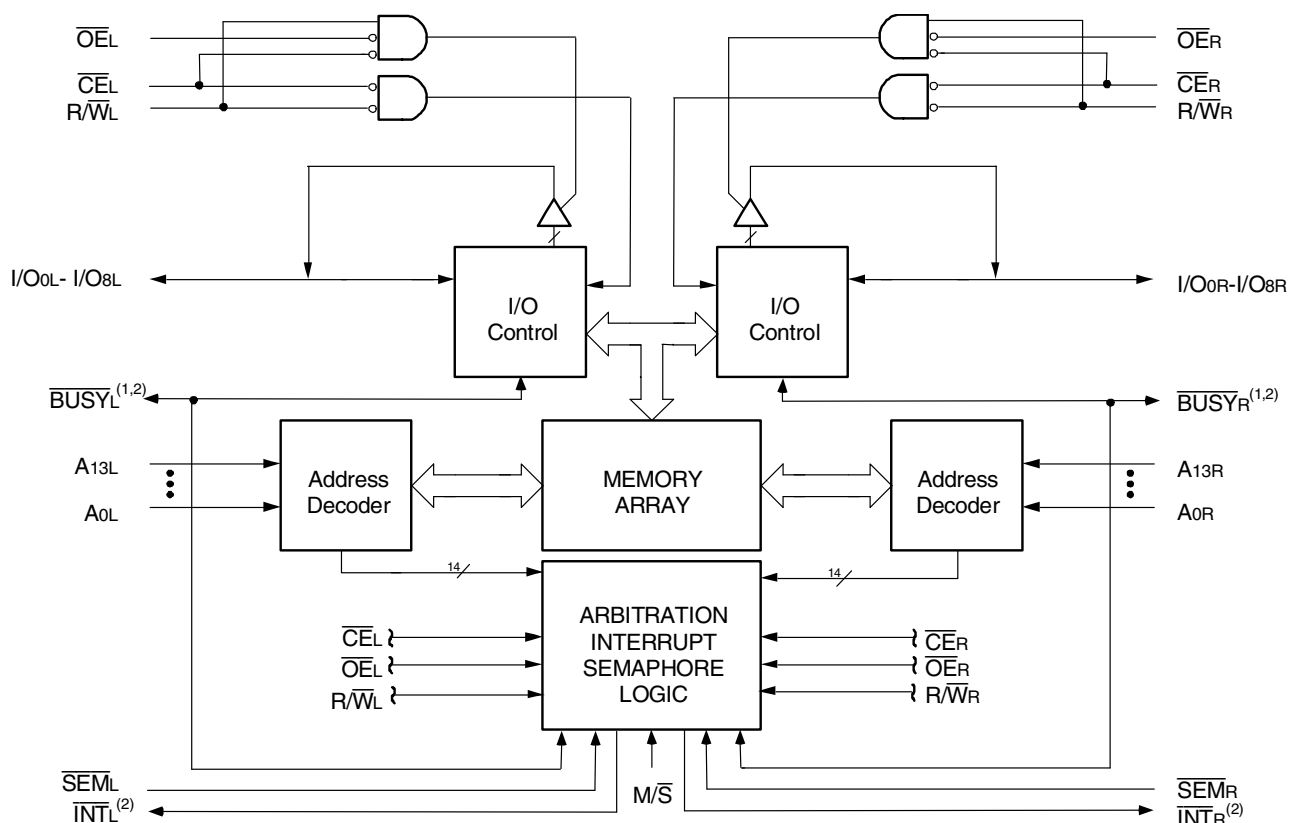 OEL
OER
CEL
CER
R/WL
R/WR
I/O0L- I/O8L
I/O Control
I/O Control
I/O0R-I/O8R
BUSYL(1,2)
BUSYR(1,2)
A13L
A0L
Address Decoder
MEMORY ARRAY
Address Decoder
A13R
A0R
14
14
ARBITRATION
INTERRUPT
SEMAPHORE
LOGIC
CEL
OEL
R/WL
CER
OER
R/WR
SEML
INTL(2)
M/S
SEMR
INTR(2)